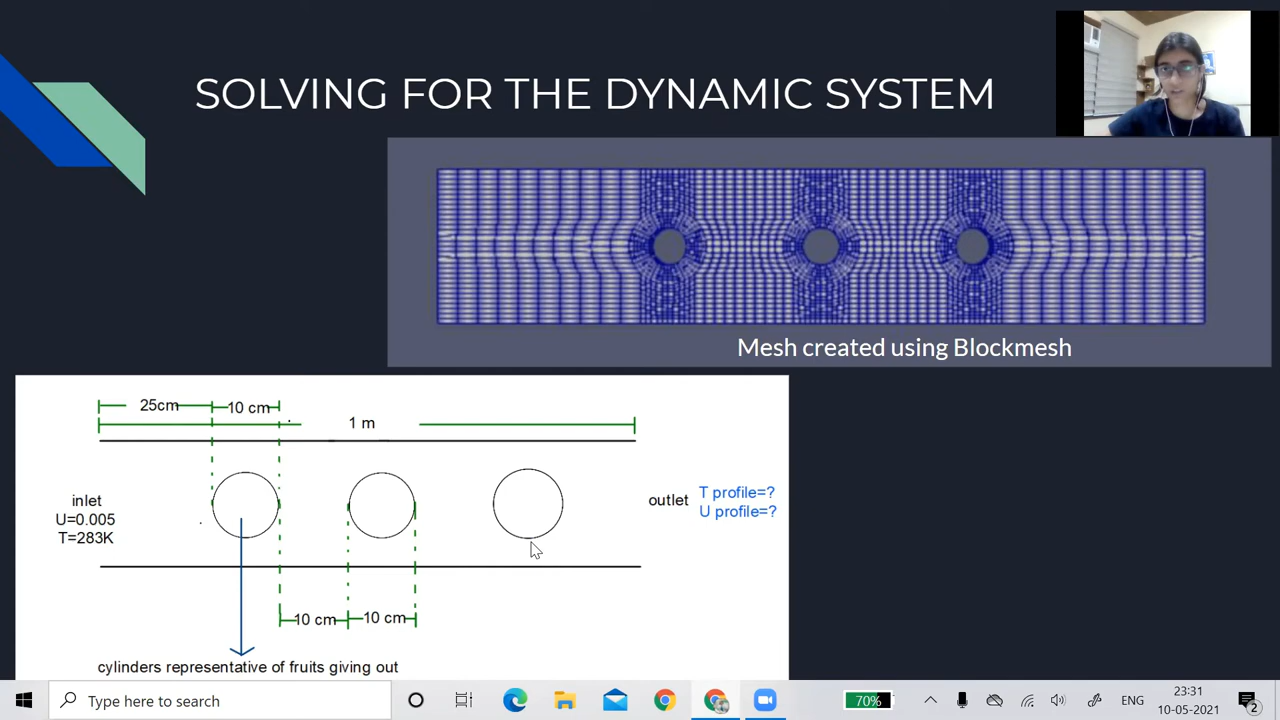 SOLVING FOR THE DYNAMIC SYSTEM
Mesh created using Blockmesh
25cm
10 cm
1 m
inlet
U=0.005
T=283K
outlet
T profile=?
U profile=?
10 cm
10 cm
cylinders representative of fruits giving out
Type here to search
70%
ENG
23:31
10-05-2021
2